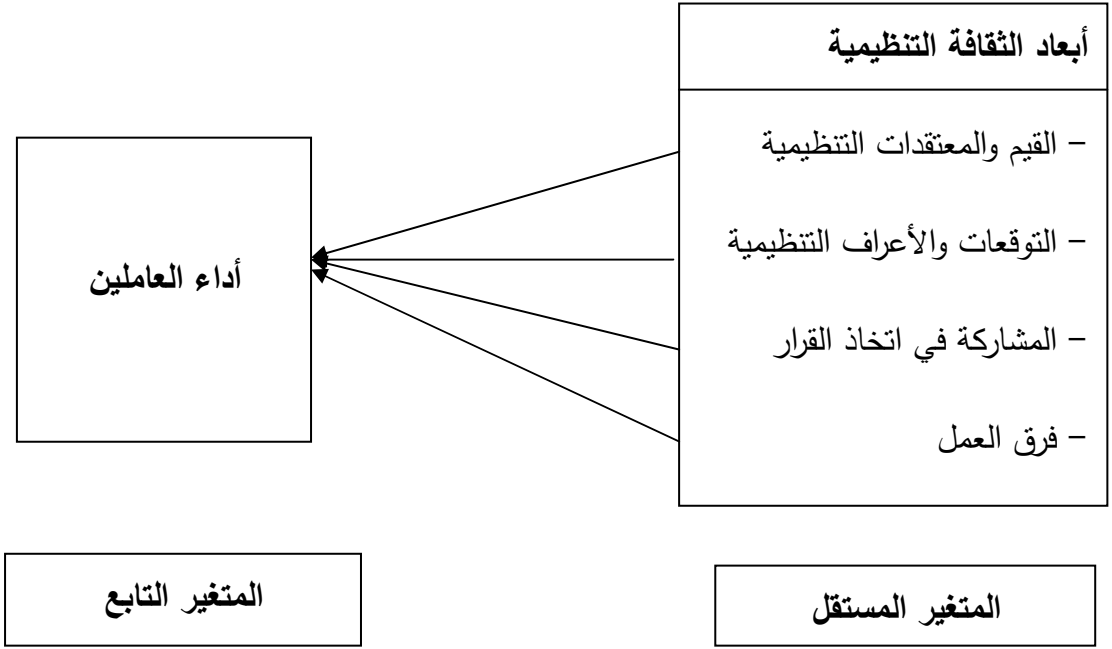 أبعاد الثقافة التنظيمية
- القيم والمعتقدات التنظيمية
- التوقعات والأعراف التنظيمية
- المشاركة في اتخاذ القرار
- فرق العمل
أداء العاملين
المتغير المستقل
المتغير التابع